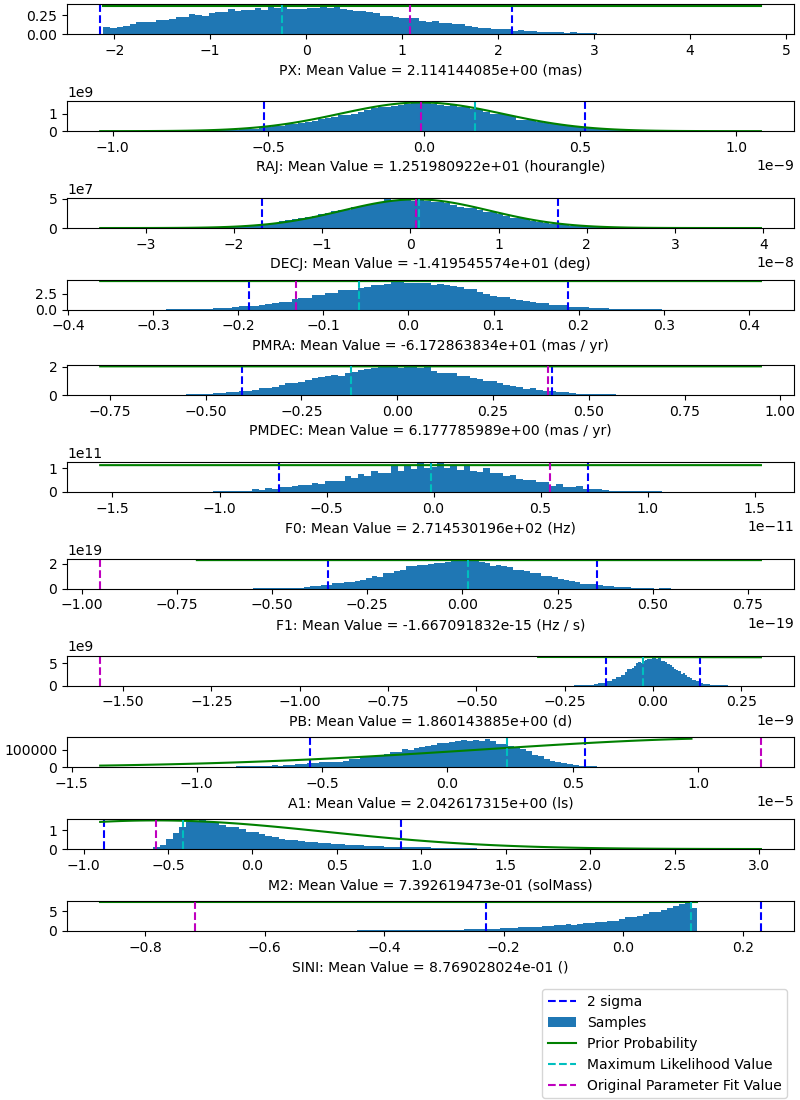 0.25
0.00
−2 −1 0 1 2 3 4 5
PX: Mean Value = 2.114144085e+00 (mas)
1e9
1
0
−1.0 −0.5 0.0 0.5 1.0
RAJ: Mean Value = 1.251980922e+01 (hourangle)
1e−9
1e7
5
0
−3 −2 −1 0 1 2 3 4
DECJ: Mean Value = -1.419545574e+01 (deg)
1e−8
2.5
0.0
−0.4 −0.3 −0.2 −0.1 0.0 0.1 0.2 0.3 0.4
PMRA: Mean Value = -6.172863834e+01 (mas / yr)
2
0
−0.75 −0.50 −0.25 0.00 0.25 0.50 0.75 1.00
PMDEC: Mean Value = 6.177785989e+00 (mas / yr)
1e11
1
0
−1.5 −1.0 −0.5 0.0 0.5 1.0 1.5
F0: Mean Value = 2.714530196e+02 (Hz)
1e−11
1e19
2
0
−1.00 −0.75 −0.50 −0.25 0.00 0.25 0.50 0.75
F1: Mean Value = -1.667091832e-15 (Hz / s)
1e−19
1e9
5
0
−1.50 −1.25 −1.00 −0.75 −0.50 −0.25 0.00 0.25
PB: Mean Value = 1.860143885e+00 (d)
1e−9
100000
0
−1.5 −1.0 −0.5 0.0 0.5 1.0
A1: Mean Value = 2.042617315e+00 (ls)
1e−5
1
0
−1.0 −0.5 0.0 0.5 1.0 1.5 2.0 2.5 3.0
M2: Mean Value = 7.392619473e-01 (solMass)
5
0
−0.8 −0.6 −0.4 −0.2 0.0 0.2
SINI: Mean Value = 8.769028024e-01 ()
2 sigma
Samples
Prior Probability
Maximum Likelihood Value
Original Parameter Fit Value